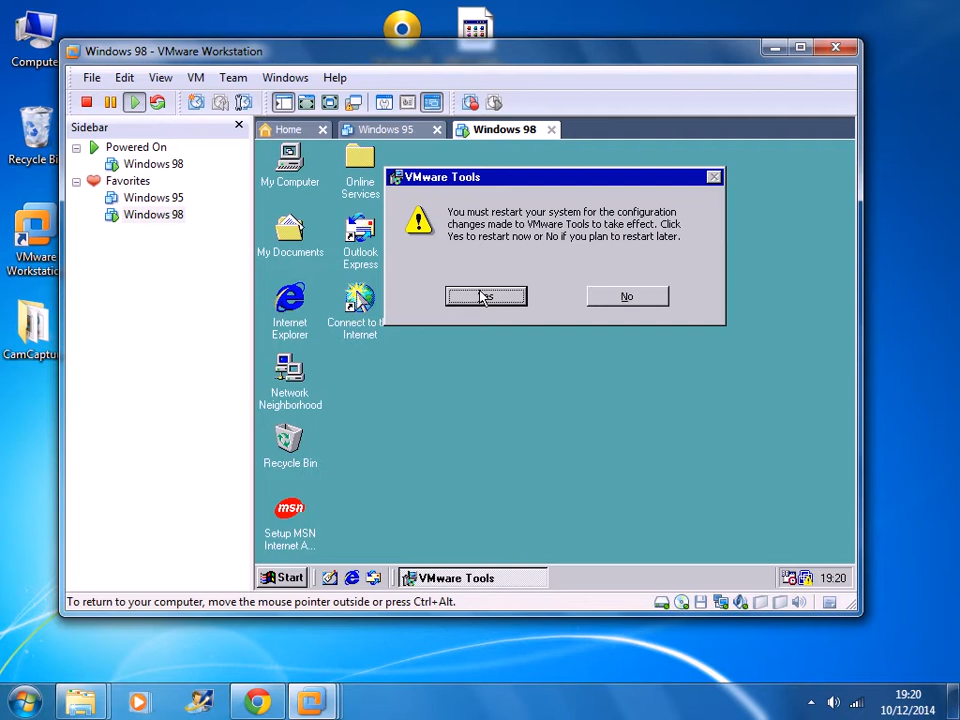 Compute
Recycle Bi
VMware
Workstatio
CamCaptur
Windows 98 - VMware Workstation
File Edit View VM Team Windows Help
Sidebar
Powered On
Windows 98
Favorites
Windows 95
Windows 98
Home
Windows 95
Windows 98
My Computer
Online
Services
My Documents
Outlook
Express
Internet
Explorer
Connect to t
Internet
Network
Neighborhood
Recycle Bin
msn
Setup MSN
Internet A...
VMware Tools
You must restart your system for the configuration
changes made to VMware Tools to take effect. Click
Yes to restart now or No if you plan to restart later.
No
Start
VMware Tools
19:20
To return to your computer, move the mouse pointer outside or press Ctrl+Alt.
19:20
10/12/2014